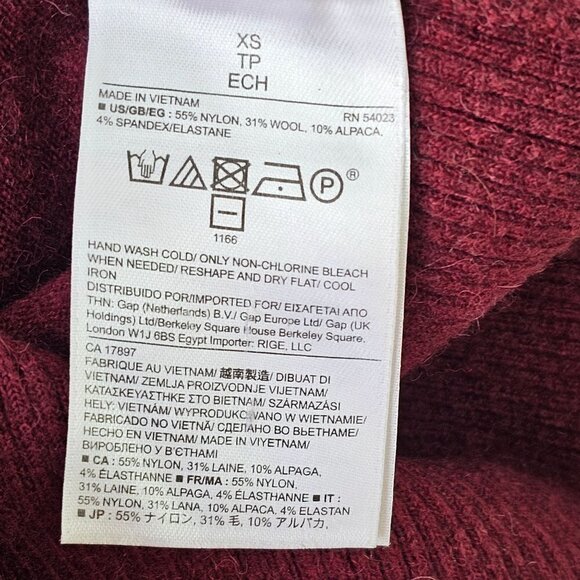 XS
TP
ECH
MADE IN VIETNAM
RN 54023
■ US/GB/EG : 55% NYLON, 31% WOOL, 10% ALPACA,
4% SPANDEX/ELASTANE
P ®
1166
HAND WASH COLD/ ONLY NON-CHLORINE BLEACH
WHEN NEEDED/ RESHAPE AND DRY FLAT/ COOL
IRON
DISTRIBUIDO POR/IMPORTED FOR/ ΕΙΣΑΓΕΤΑΙ ΑΠΟ
THN: Gap (Netherlands) B.V./ Gap Europe Ltd/ Gap (UK
Holdings) Ltd/Berkeley Square House Berkeley Square,
London W1J 6BS Egypt Importer: RIGE, LLC
CA 17897
FABRIQUE AU VIETNAM/ 越南製造/ DIBUAT DI
VIETNAM/ ZEMLJA PROIZVODNJE VIJETNAM/
ΚΑΤΑΣΚΕΥΑΣΤΗΚΕ ΣΤΟ ΒΙΕΤΝΑΜ/ SZÁRMAZÁSI
HELY: VIETNÁM/ WYPRODUKOWANO W WIETNAMIE/
FABRICADO NO VIETNÃ/ СДЕЛАНО ВО ВЬЕТНАМЕ/
HECHO EN VIETNAM/ MADE IN VIYETNAM/
ВИРОБЛЕНО У В'ЄТНАМІ
■ CA : 55% NYLON, 31% LAINE, 10% ALPAGA,
4% ÉLASTHANNE ■ FR/MA : 55% NYLON,
31% LAINE, 10% ALPAGA, 4% ÉLASTHANNE ■ IT :
55% NYLON, 31% LANA, 10% ALPACA, 4% ELASTAN
■ JP : 55% ナイロン, 31% 毛, 10% アルパカ,